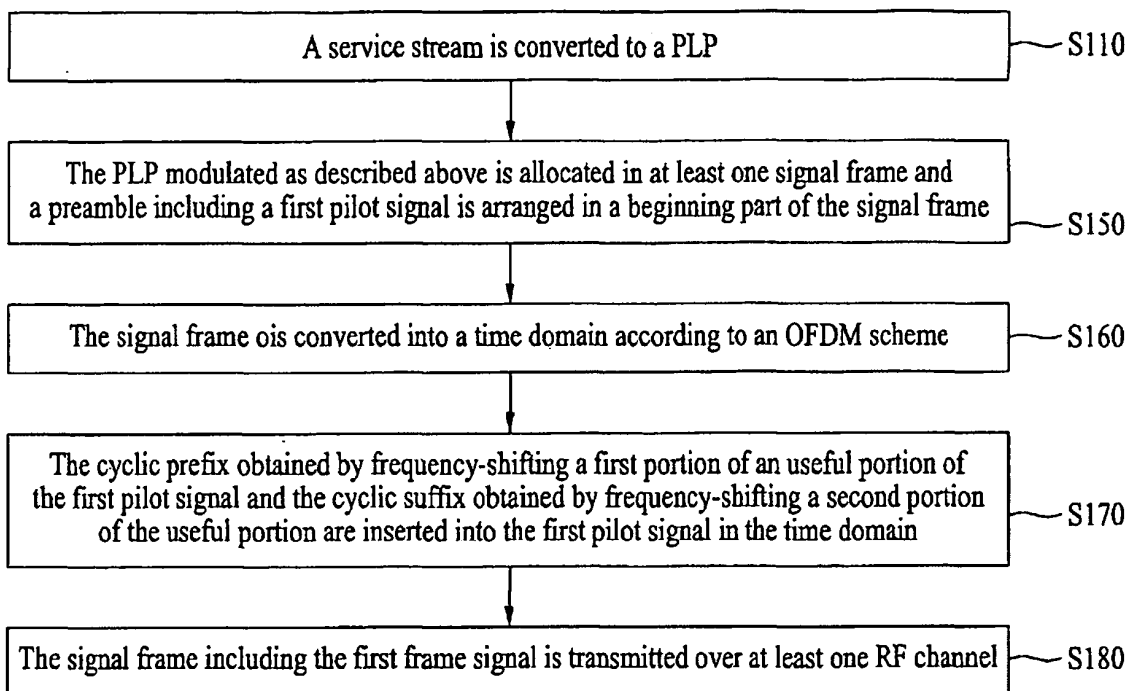 A service stream is converted to a PLP
S110
The PLP modulated as described above is allocated in at least one signal frame and
a preamble including a first pilot signal is arranged in a beginning part of the signal frame
S150
The signal frame ois converted into a time domain according to an OFDM scheme
S160
The cyclic prefix obtained by frequency-shifting a first portion of an useful portion of
the first pilot signal and the cyclic suffix obtained by frequency-shifting a second portion
of the useful portion are inserted into the first pilot signal in the time domain
S170
The signal frame including the first frame signal is transmitted over at least one RF channel
S180